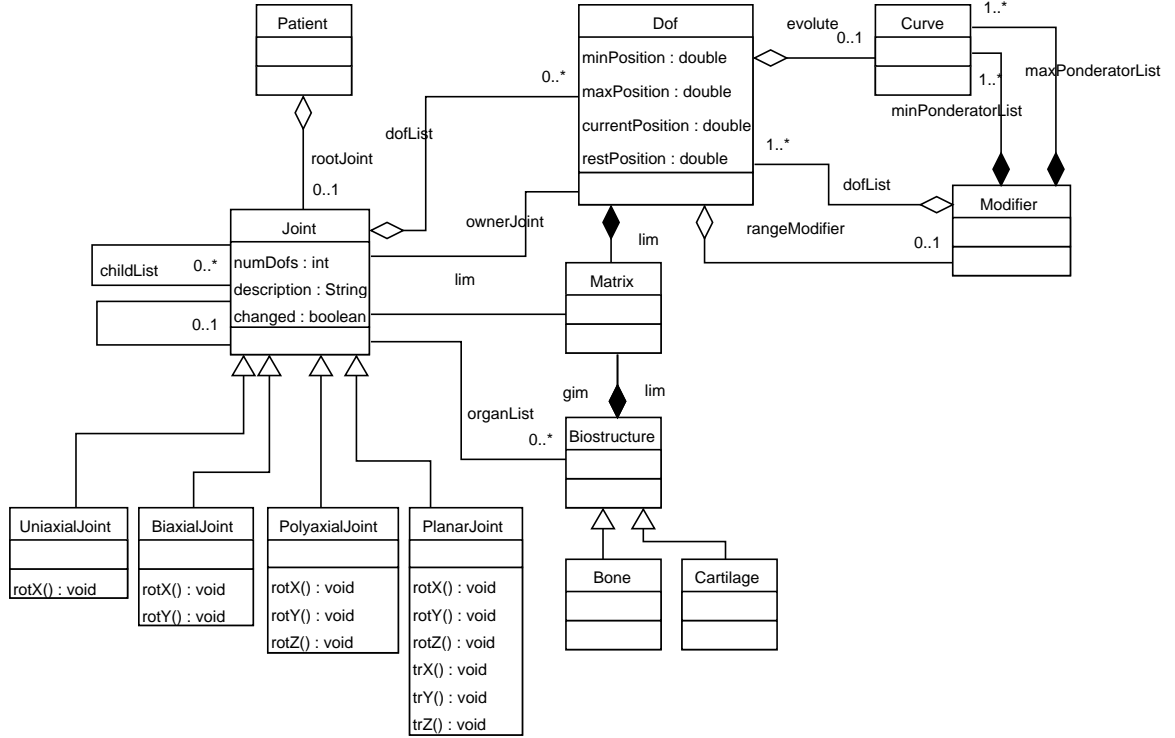 Patient
rootJoint
0..1
Dof
minPosition : double
maxPosition : double
currentPosition : double
restPosition : double
evolute
0..1
Curve
1..*
maxPonderatorList
1..*
minPonderatorList
0..*
dofList
1..*
dofList
Modifier
rangeModifier
0..1
ownerJoint
Joint
numDofs : int
description : String
changed : boolean
childList
0..*
0..1
lim
lim
Matrix
gim
lim
organList
0..*
Biostructure
UniaxialJoint
rotX() : void
BiaxialJoint
rotX() : void
rotY() : void
PolyaxialJoint
rotX() : void
rotY() : void
rotZ() : void
PlanarJoint
rotX() : void
rotY() : void
rotZ() : void
trX() : void
trY() : void
trZ() : void
Bone
Cartilage